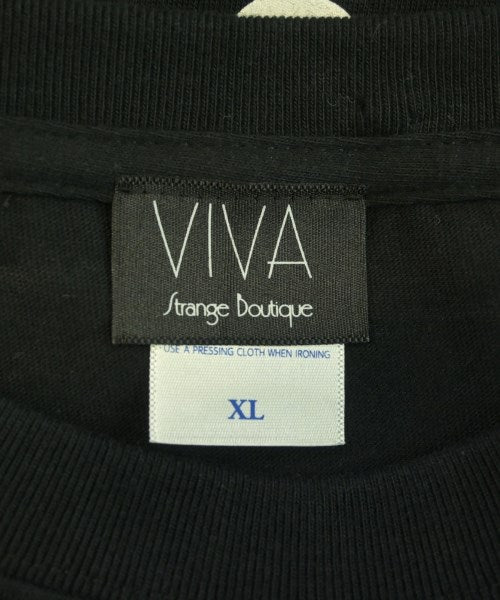 VIVA
Strange Boutique
USE A PRESSING CLOTH WHEN IRONING
XL